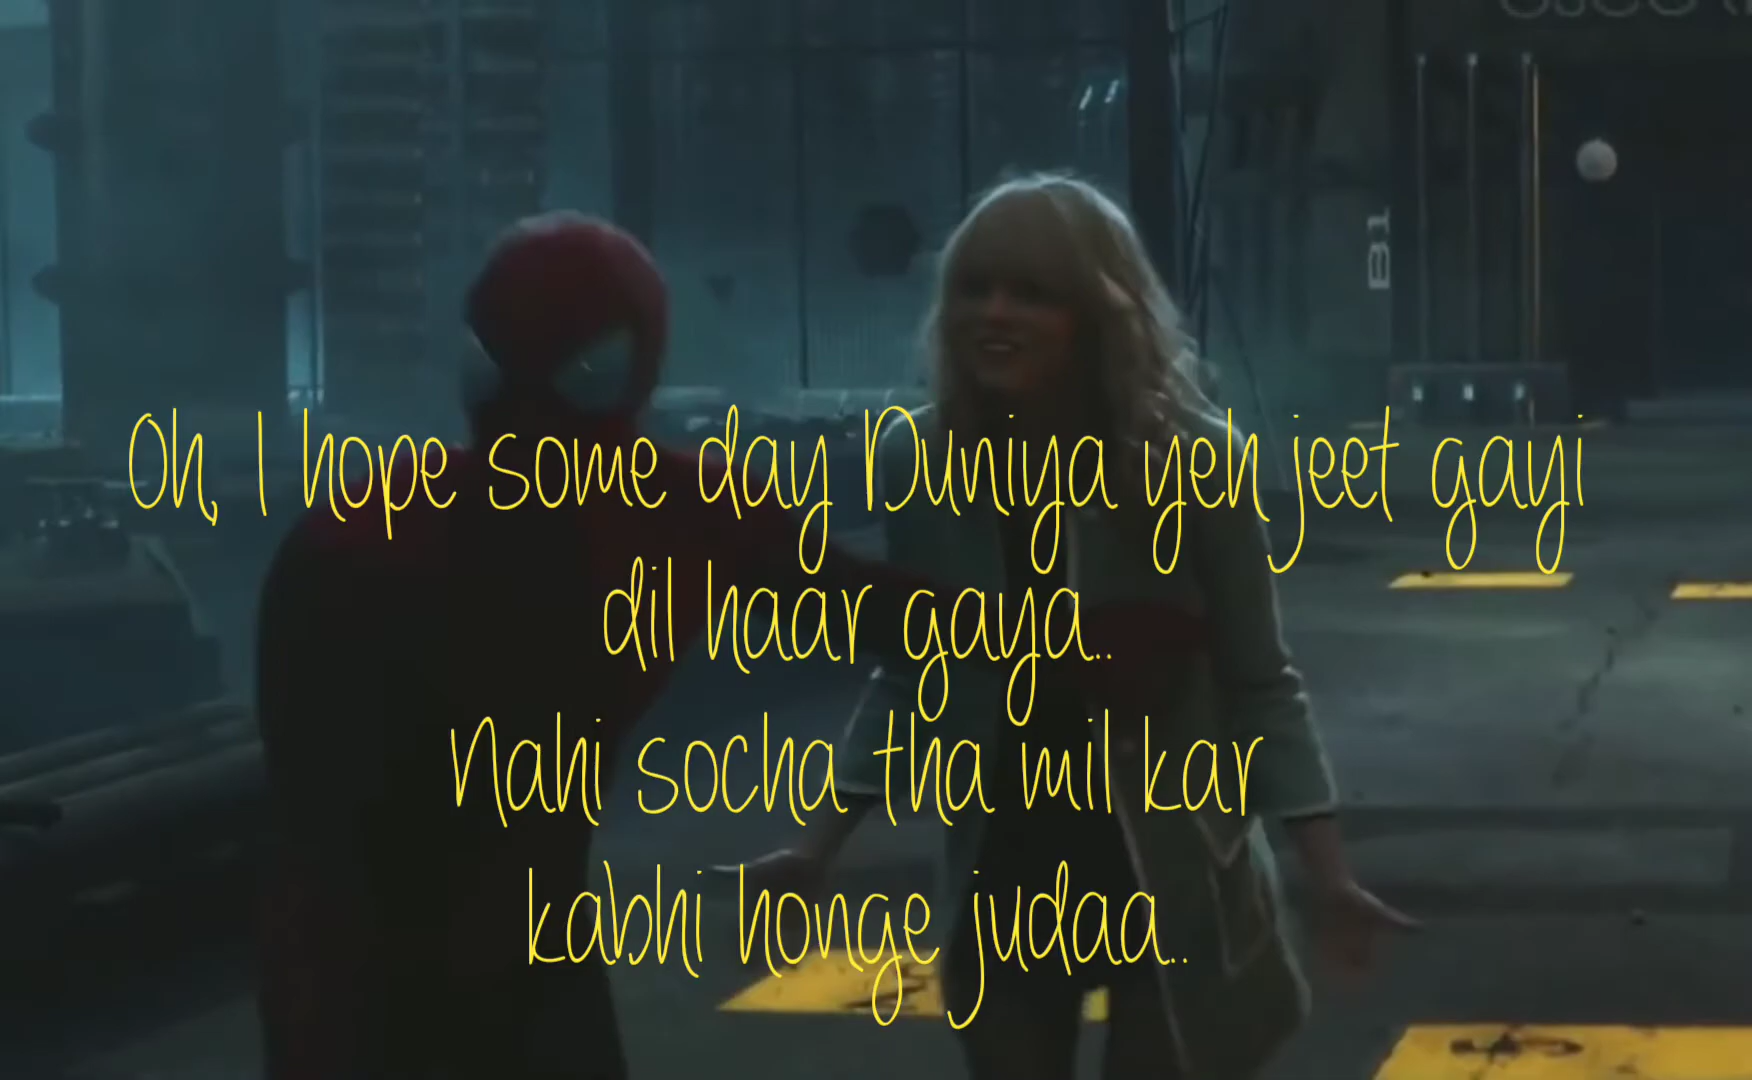 Oh, I hope some day Duniya yeh jeet gayi
dil haar gaya..
Nahi socha tha mil kar
kabhi honge judaa..
B1